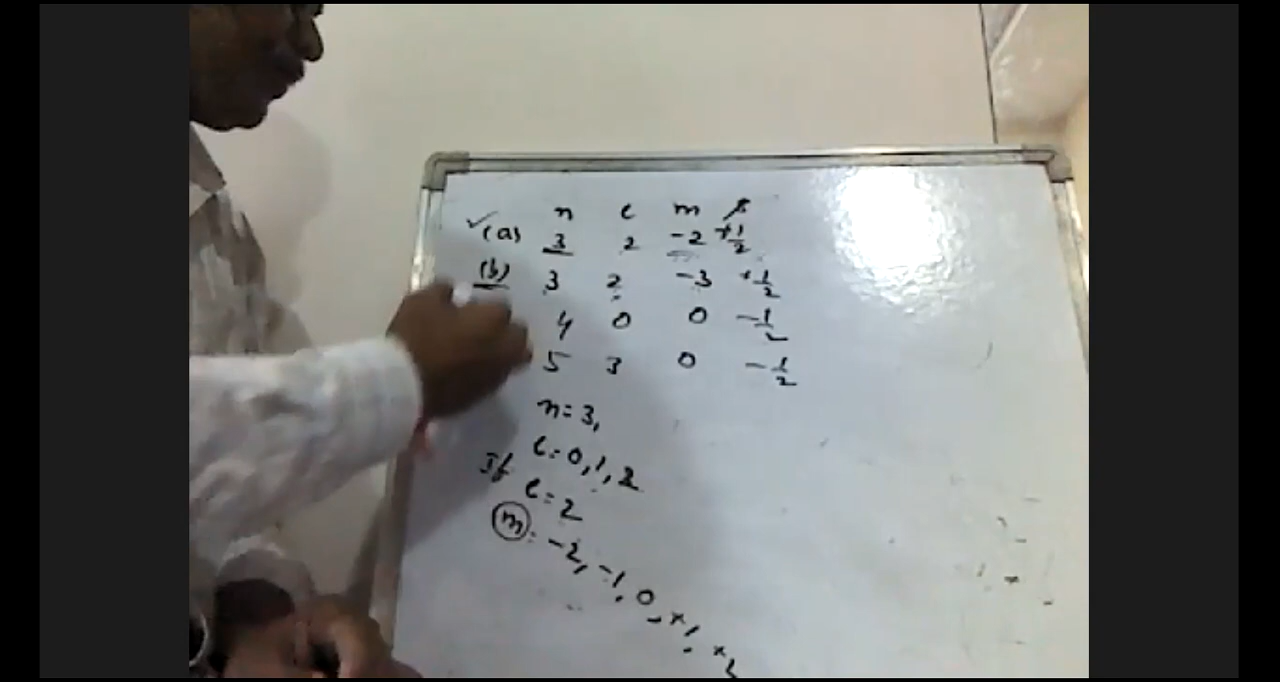 n l m s
✓(a) 3 2 -2 +1/2
(b) 3 2 -3 +1/2
4 0 0 -1/2
5 3 0 -1/2
n=3,
l=0,1,2
If l=2
m=-2,-1,0,+1,+2